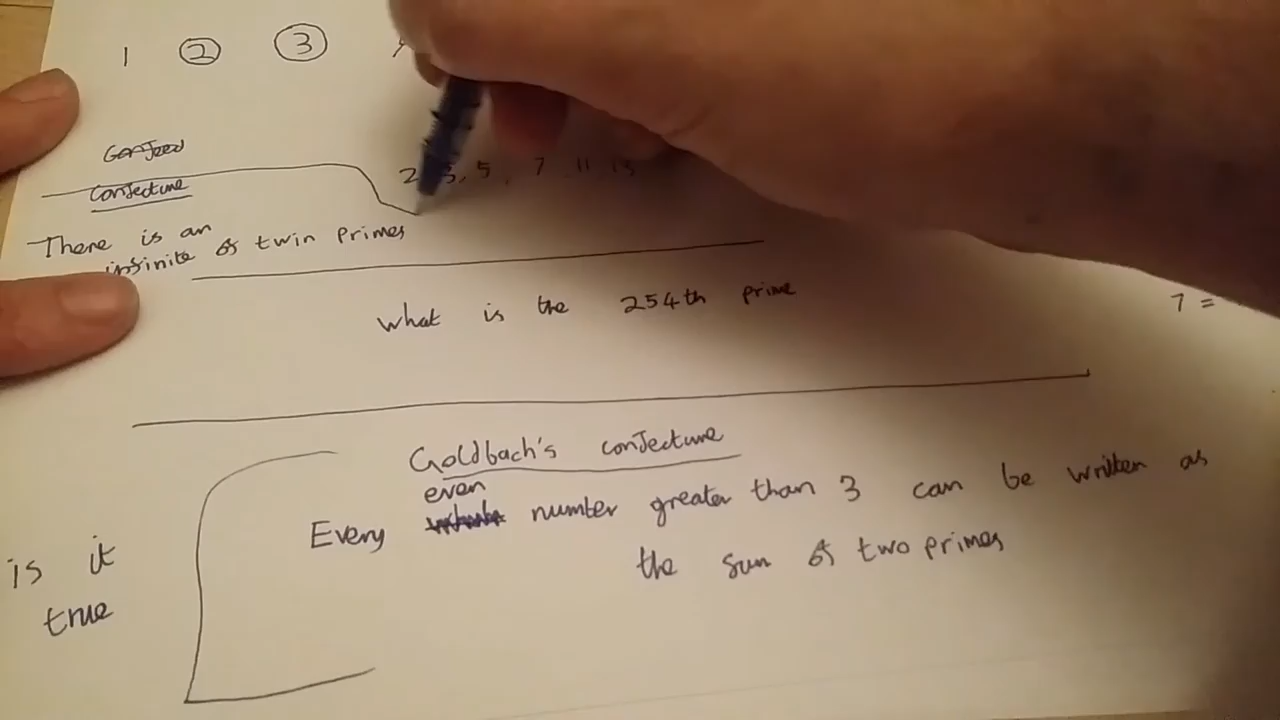 1 2 3
Conjecture
2, 3, 5, 7 11 13
There is an
infinite of twin primes
What is the 254th prime
7 =
Goldbach's conjecture
even
Every number greater than 3 can be written as
the sum of two primes
is it
true